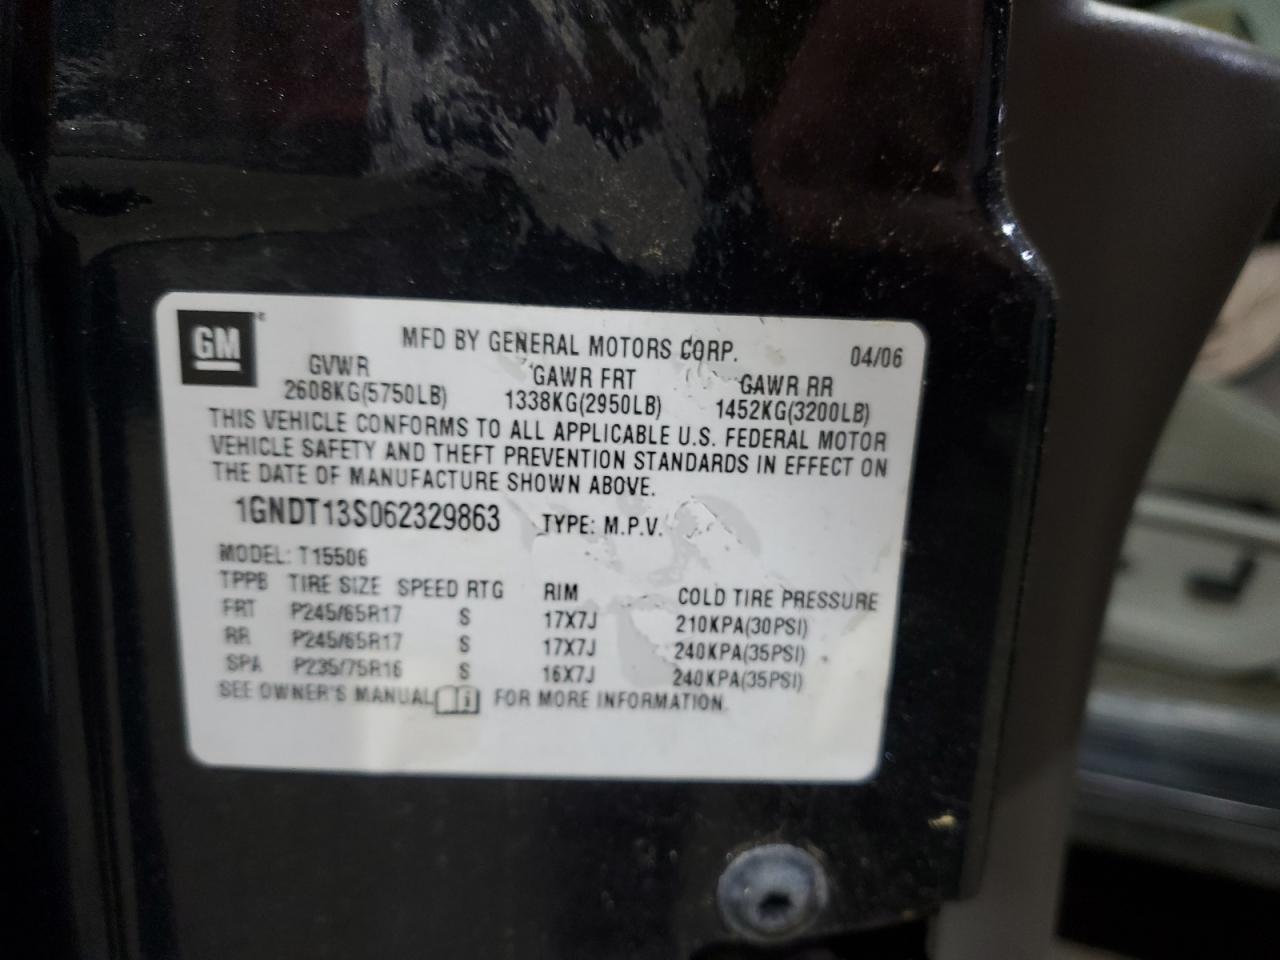 GM®
MFD BY GENERAL MOTORS CORP. 04/06
GVWR GAWR FRT GAWR RR
2608KG(5750LB) 1338KG(2950LB) 1452KG(3200LB)
THIS VEHICLE CONFORMS TO ALL APPLICABLE U.S. FEDERAL MOTOR
VEHICLE SAFETY AND THEFT PREVENTION STANDARDS IN EFFECT ON
THE DATE OF MANUFACTURE SHOWN ABOVE.
1GNDT13S062329863 TYPE: M.P.V.
MODEL: T15506
TPPB TIRE SIZE SPEED RTG RIM COLD TIRE PRESSURE
FRT P245/65R17 S 17X7J 210KPA(30PSI)
RR P245/65R17 S 17X7J 240KPA(35PSI)
SPA P235/75R16 S 16X7J 240KPA(35PSI)
SEE OWNER'S MANUAL i FOR MORE INFORMATION.